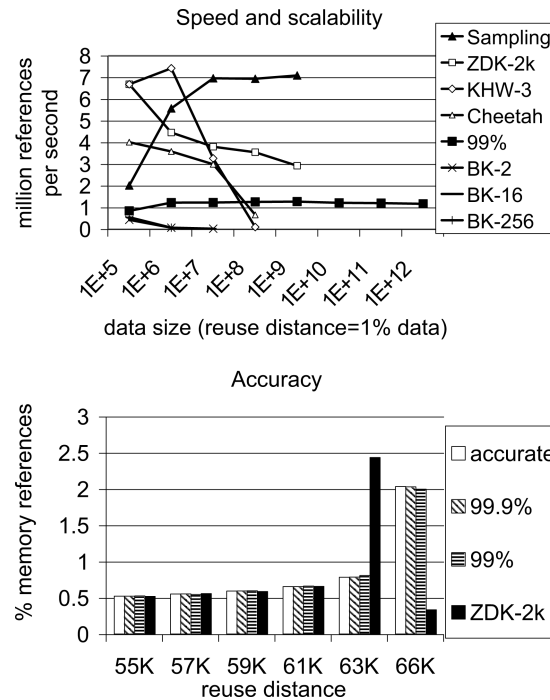 Speed and scalability
million references
per second
8
7
6
5
4
3
2
1
0
1E+5
1E+6
1E+7
1E+8
1E+9
1E+10
1E+11
1E+12
data size (reuse distance=1% data)
Sampling
ZDK-2k
KHW-3
Cheetah
99%
BK-2
BK-16
BK-256
Accuracy
% memory references
3
2.5
2
1.5
1
0.5
0
55K 57K 59K 61K 63K 66K
reuse distance
accurate
99.9%
99%
ZDK-2k